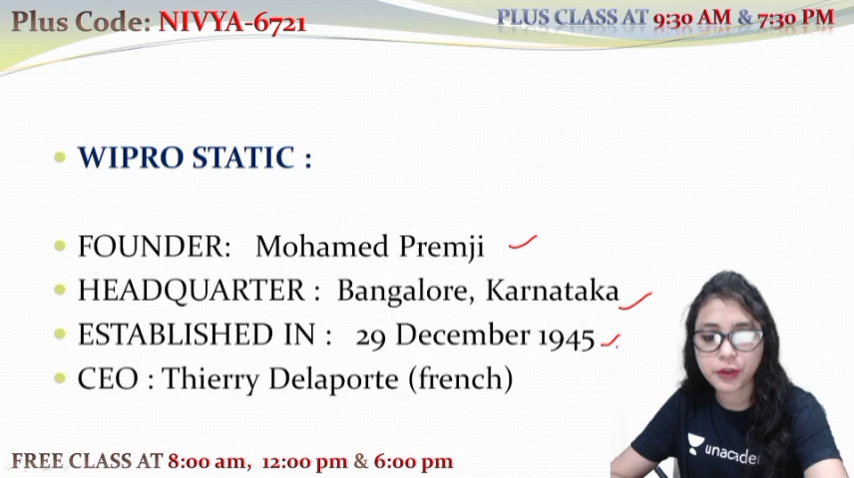 Plus Code: NIVYA-6721
PLUS CLASS AT 9:30 AM & 7:30 PM
WIPRO STATIC :
FOUNDER: Mohamed Premji
HEADQUARTER : Bangalore, Karnataka
ESTABLISHED IN : 29 December 1945
CEO : Thierry Delaporte (french)
unacade
FREE CLASS AT 8:00 am, 12:00 pm & 6:00 pm